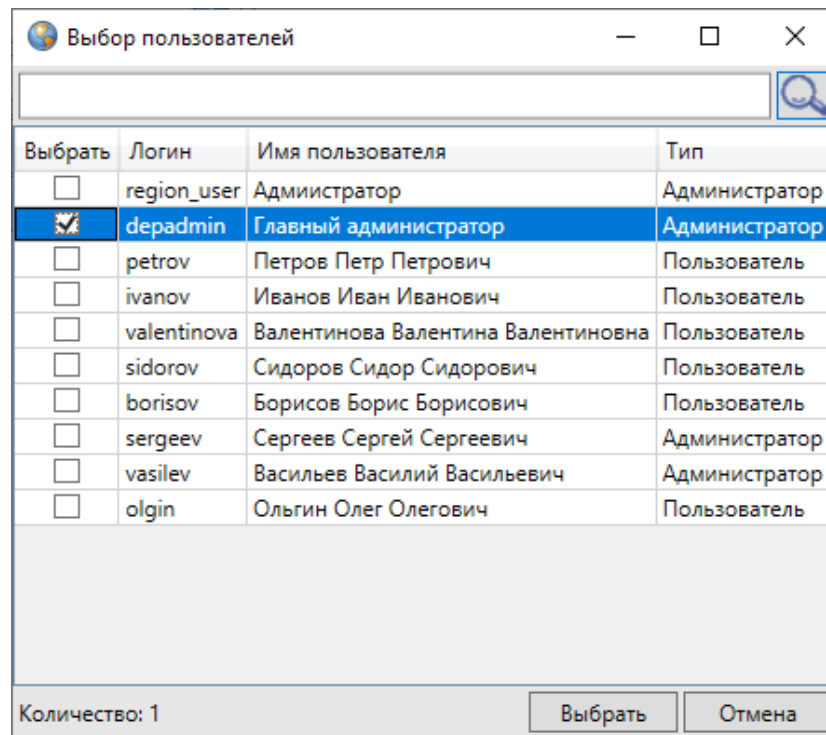 Выбор пользователей
Выбрать Логин Имя пользователя Тип
region_user Адмиистратор Администратор
depadmin Главный администратор Администратор
petrov Петров Петр Петрович Пользователь
ivanov Иванов Иван Иванович Пользователь
valentinova Валентинова Валентина Валентиновна Пользователь
sidorov Сидоров Сидор Сидорович Пользователь
borisov Борисов Борис Борисович Пользователь
sergeev Сергеев Сергей Сергеевич Администратор
vasilev Васильев Василий Васильевич Администратор
olgin Ольгин Олег Олегович Пользователь
Количество: 1 Выбрать Отмена